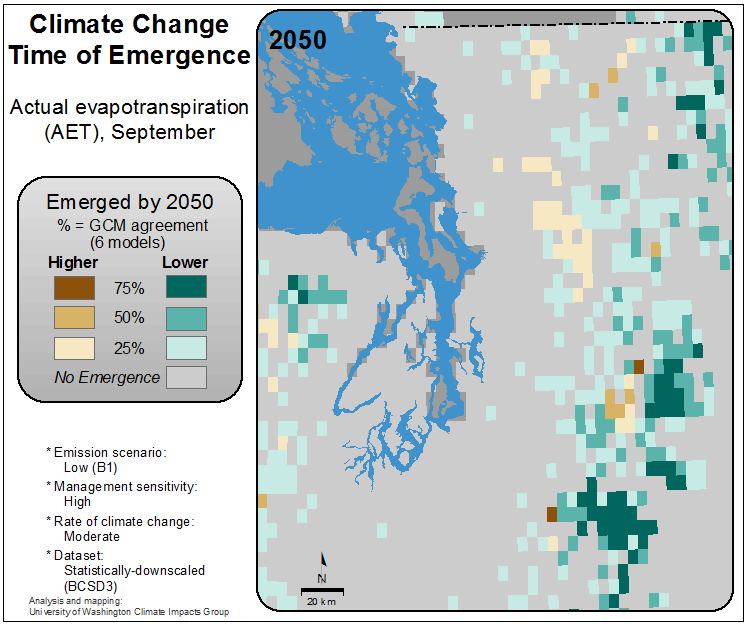 Climate Change
Time of Emergence
Actual evapotranspiration
(AET), September
Emerged by 2050
% = GCM agreement
(6 models)
Higher Lower
75%
50%
25%
No Emergence
* Emission scenario:
Low (B1)
* Management sensitivity:
High
* Rate of climate change:
Moderate
* Dataset:
Statistically-downscaled
(BCSD3)
Analysis and mapping:
University of Washington Climate Impacts Group
2050
N
20 km